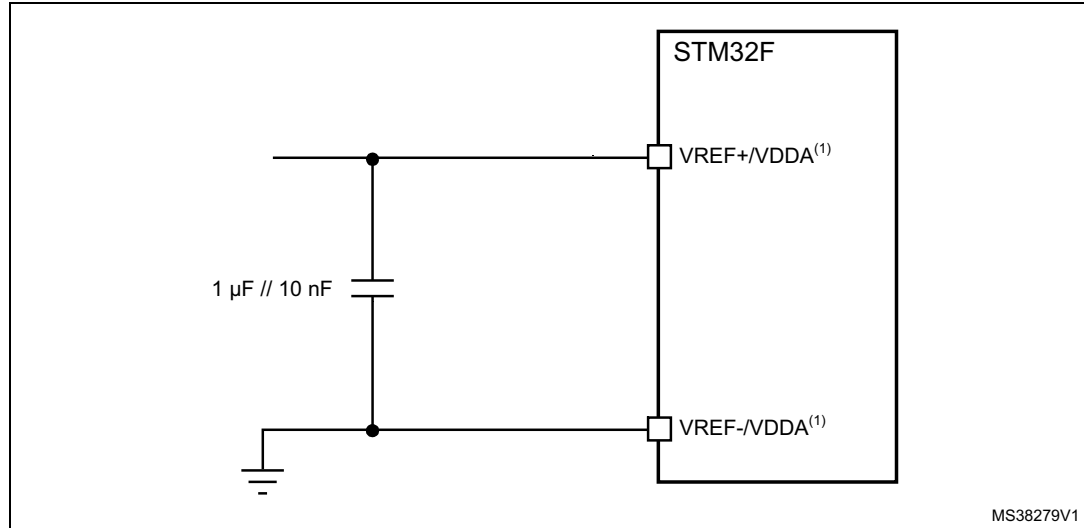 STM32F
VREF+/VDDA(1)
1 µF // 10 nF
VREF-/VDDA(1)
MS38279V1